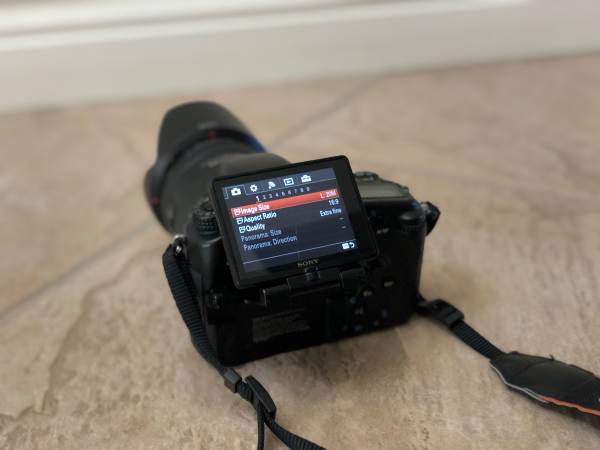 1 2 3 4 5 6 7 8 9
Image Size L: 20M
Aspect Ratio 16:9
Quality Extra fine
Panorama: Size --
Panorama: Direction --
SONY